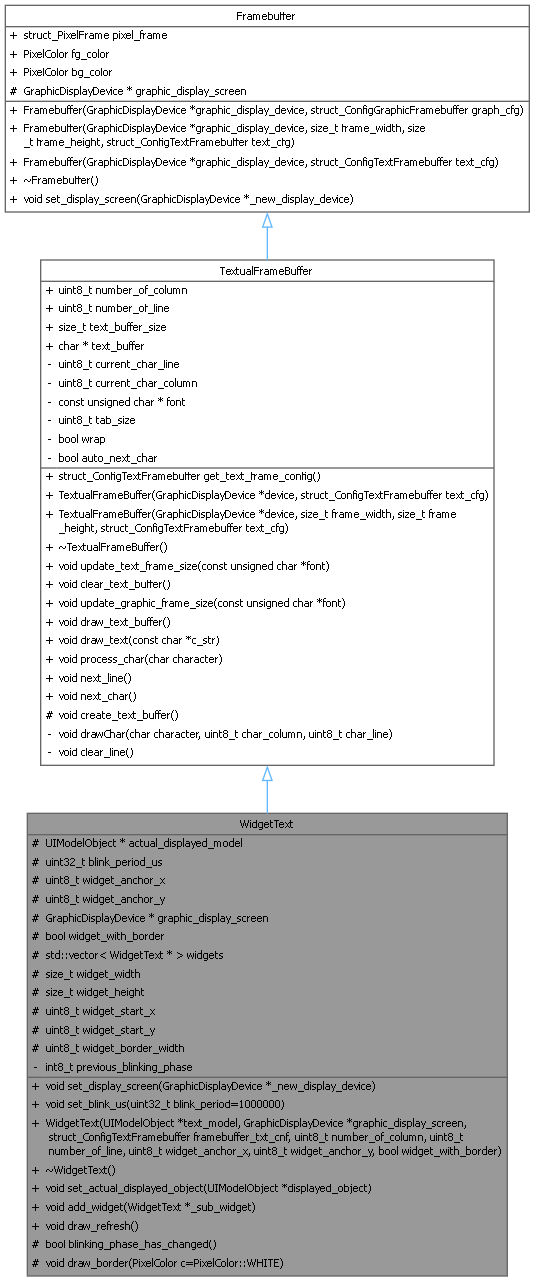 Framebuffer
+ struct_PixelFrame pixel_frame
+ PixelColor fg_color
+ PixelColor bg_color
# GraphicDisplayDevice * graphic_display_screen
+ Framebuffer(GraphicDisplayDevice *graphic_display_device, struct_ConfigGraphicFramebuffer graph_cfg)
+ Framebuffer(GraphicDisplayDevice *graphic_display_device, size_t frame_width, size
_t frame_height, struct_ConfigTextFramebuffer text_cfg)
+ Framebuffer(GraphicDisplayDevice *graphic_display_device, struct_ConfigTextFramebuffer text_cfg)
+ ~Framebuffer()
+ void set_display_screen(GraphicDisplayDevice *_new_display_device)
TextualFrameBuffer
+ uint8_t number_of_column
+ uint8_t number_of_line
+ size_t text_buffer_size
+ char * text_buffer
- uint8_t current_char_line
- uint8_t current_char_column
- const unsigned char * font
- uint8_t tab_size
- bool wrap
- bool auto_next_char
+ struct_ConfigTextFramebuffer get_text_frame_config()
+ TextualFrameBuffer(GraphicDisplayDevice *device, struct_ConfigTextFramebuffer text_cfg)
+ TextualFrameBuffer(GraphicDisplayDevice *device, size_t frame_width, size_t frame
_height, struct_ConfigTextFramebuffer text_cfg)
+ ~TextualFrameBuffer()
+ void update_text_frame_size(const unsigned char *font)
+ void clear_text_buffer()
+ void update_graphic_frame_size(const unsigned char *font)
+ void draw_text_buffer()
+ void draw_text(const char *c_str)
+ void process_char(char character)
+ void next_line()
+ void next_char()
# void create_text_buffer()
- void drawChar(char character, uint8_t char_column, uint8_t char_line)
- void clear_line()
WidgetText
# UIModelObject * actual_displayed_model
# uint32_t blink_period_us
# uint8_t widget_anchor_x
# uint8_t widget_anchor_y
# GraphicDisplayDevice * graphic_display_screen
# bool widget_with_border
# std::vector< WidgetText * > widgets
# size_t widget_width
# size_t widget_height
# uint8_t widget_start_x
# uint8_t widget_start_y
# uint8_t widget_border_width
- int8_t previous_blinking_phase
+ void set_display_screen(GraphicDisplayDevice *_new_display_device)
+ void set_blink_us(uint32_t blink_period=1000000)
+ WidgetText(UIModelObject *text_model, GraphicDisplayDevice *graphic_display_screen,
struct_ConfigTextFramebuffer framebuffer_txt_cnf, uint8_t number_of_column, uint8_t
number_of_line, uint8_t widget_anchor_x, uint8_t widget_anchor_y, bool widget_with_border)
+ ~WidgetText()
+ void set_actual_displayed_object(UIModelObject *displayed_object)
+ void add_widget(WidgetText *_sub_widget)
+ void draw_refresh()
# bool blinking_phase_has_changed()
# void draw_border(PixelColor c=PixelColor::WHITE)